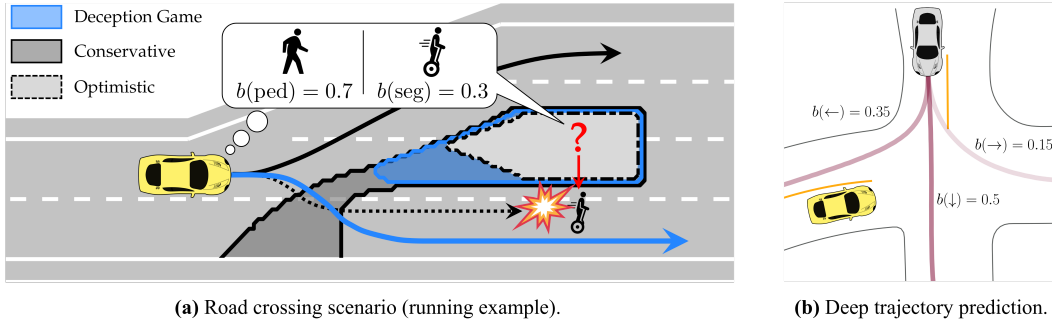 Deception Game
Conservative
Optimistic
b(ped) = 0.7
b(seg) = 0.3
?
b(←) = 0.35
b(→) = 0.15
b(↓) = 0.5
(a) Road crossing scenario (running example).
(b) Deep trajectory prediction.